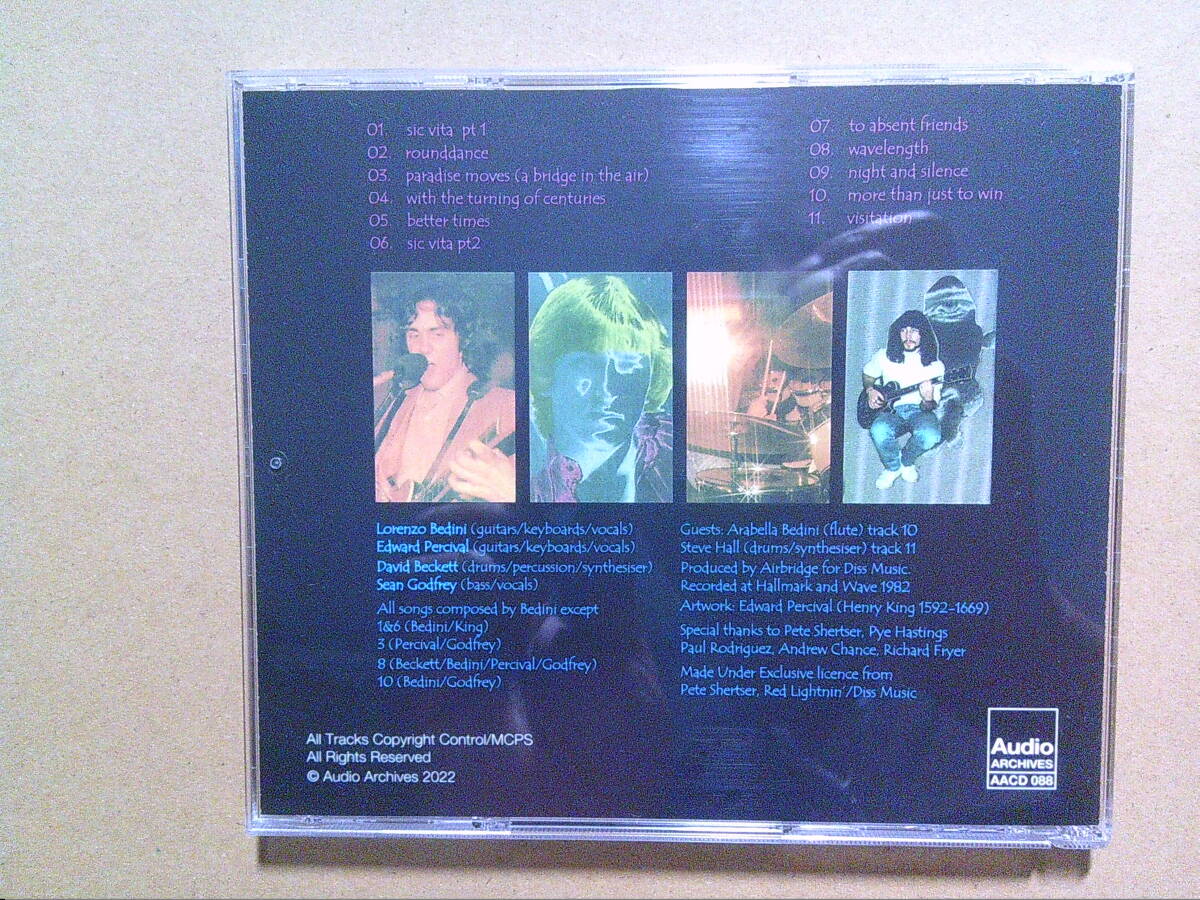 01. sic vita pt 1
02. rounddance
03. paradise moves (a bridge in the air)
04. with the turning of centuries
05. better times
06. sic vita pt2
07. to absent friends
08. wavelength
09. night and silence
10. more than just to win
11. visitation
Lorenzo Bedini (guitars/keyboards/vocals)
Edward Percival (guitars/keyboards/vocals)
David Beckett (drums/percussion/synthesiser)
Sean Godfrey (bass/vocals)
All songs composed by Bedini except
1&6 (Bedini/King)
3 (Percival/Godfrey)
8 (Beckett/Bedini/Percival/Godfrey)
10 (Bedini/Godfrey)
Guests: Arabella Bedini (flute) track 10
Steve Hall (drums/synthesiser) track 11
Produced by Airbridge for Diss Music.
Recorded at Hallmark and Wave 1982
Artwork: Edward Percival (Henry King 1592-1669)
Special thanks to Pete Shertser, Pye Hastings
Paul Rodriguez, Andrew Chance, Richard Fryer
Made Under Exclusive licence from
Pete Shertser, Red Lightnin'/Diss Music
All Tracks Copyright Control/MCPS
All Rights Reserved
© Audio Archives 2022
Audio
ARCHIVES
AACD 088